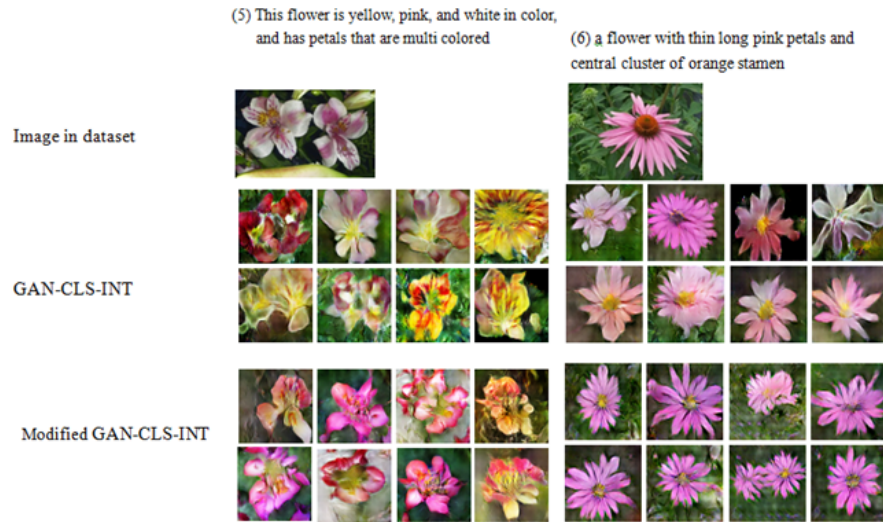 (5) This flower is yellow, pink, and white in color,
and has petals that are multi colored
(6) a flower with thin long pink petals and
central cluster of orange stamen
Image in dataset
GAN-CLS-INT
Modified GAN-CLS-INT